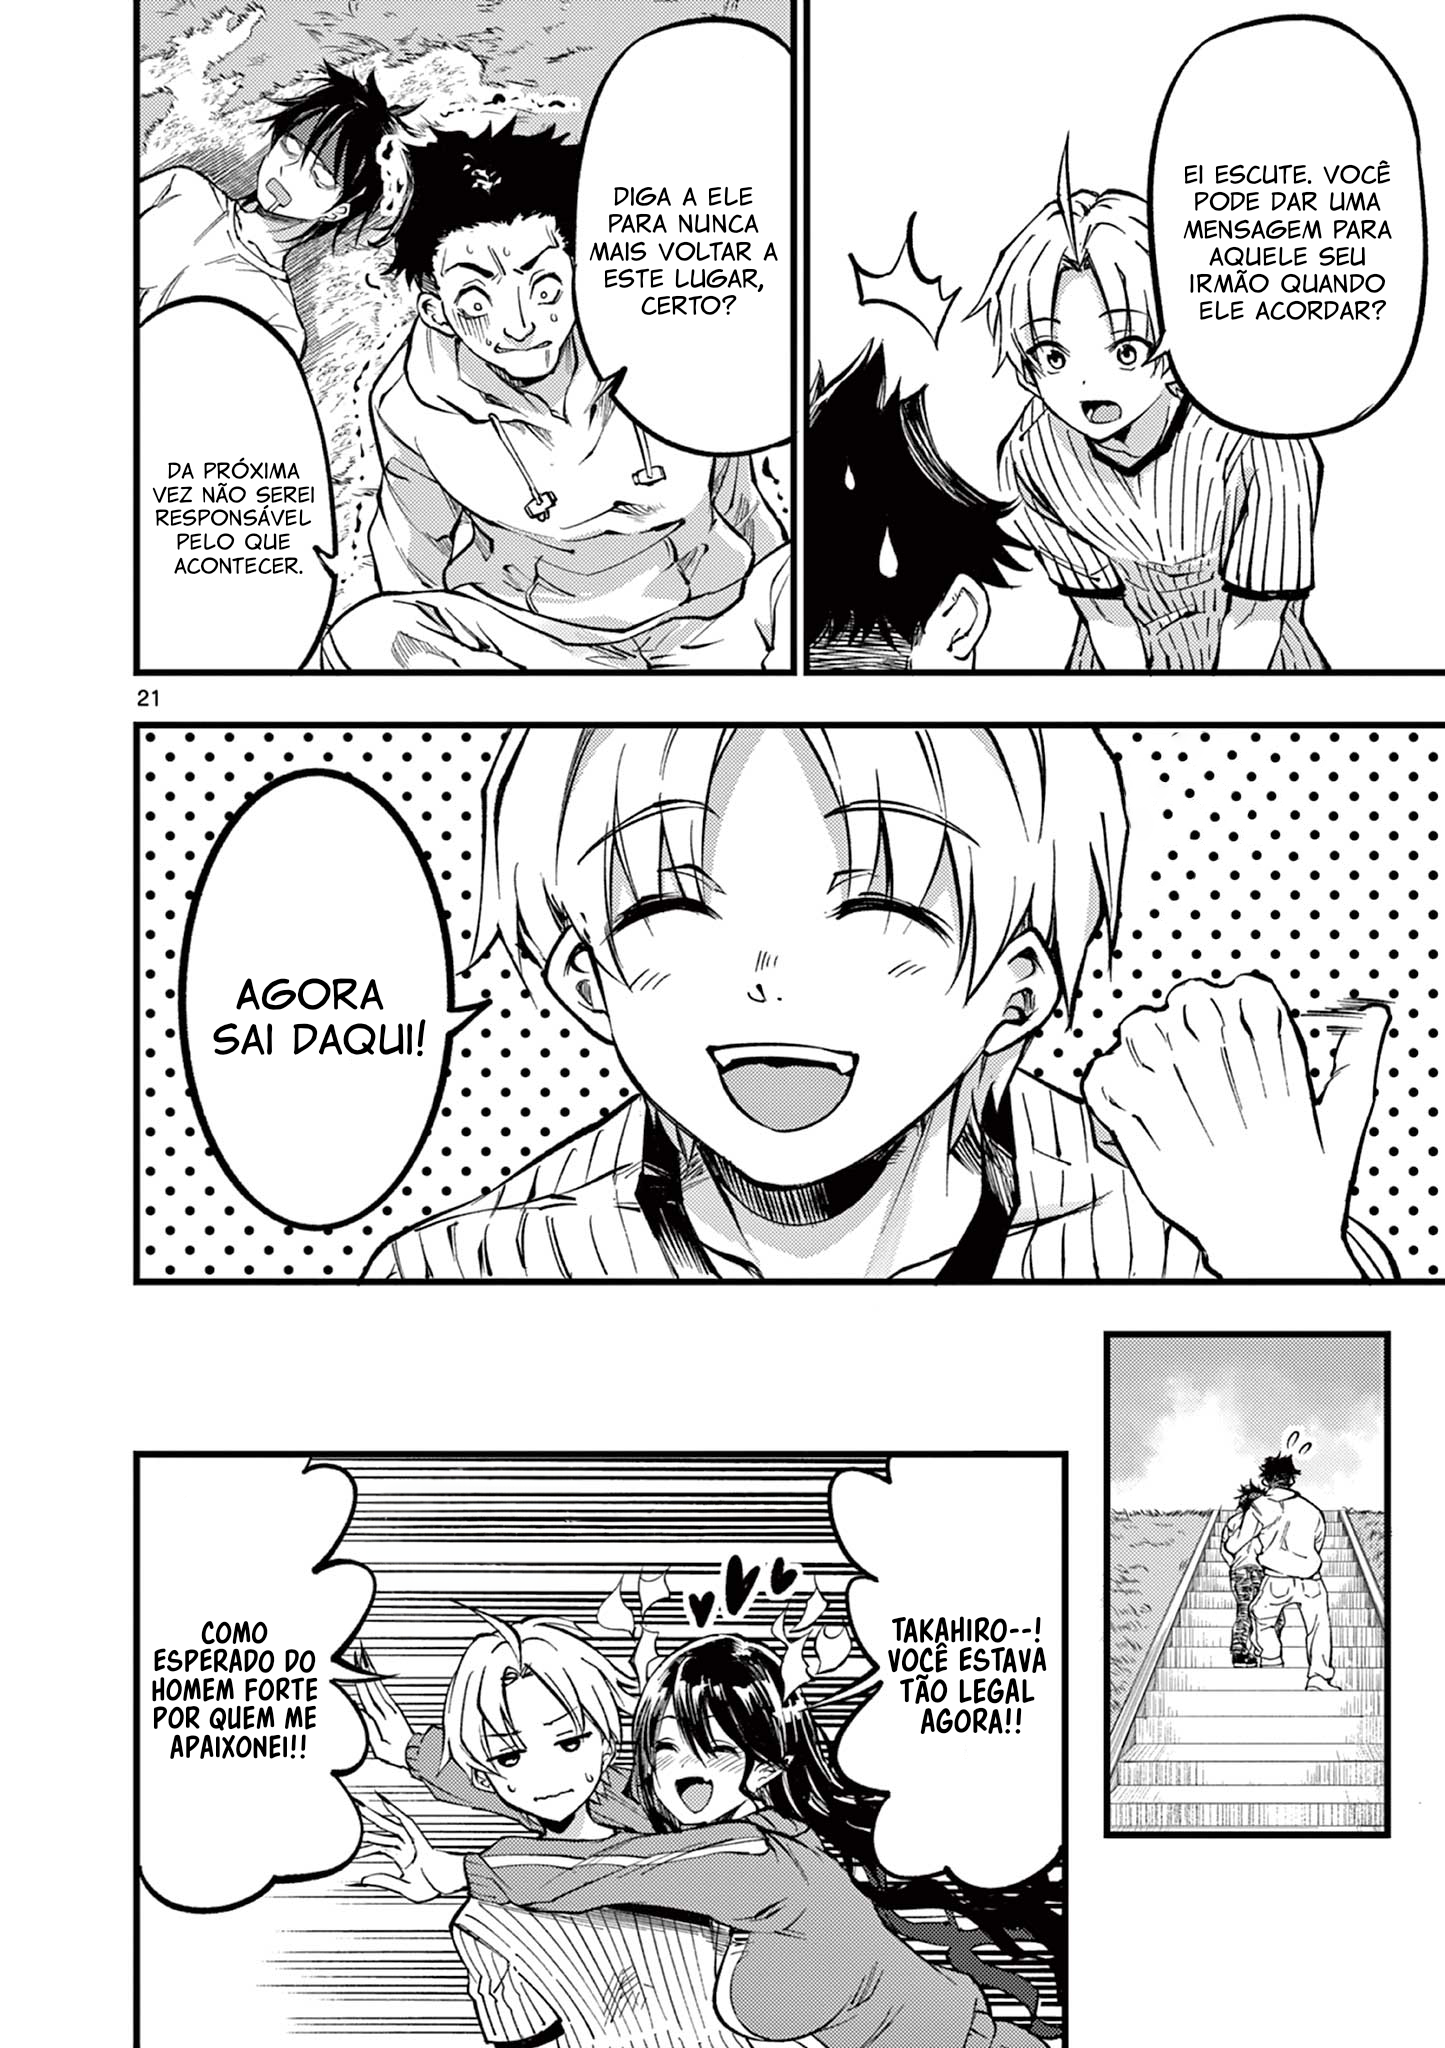 EI ESCUTE. VOCÊ
PODE DAR UMA
MENSAGEM PARA
AQUELE SEU
IRMÃO QUANDO
ELE ACORDAR?
DIGA A ELE
PARA NUNCA
MAIS VOLTAR A
ESTE LUGAR,
CERTO?
DA PRÓXIMA
VEZ NÃO SEREI
RESPONSÁVEL
PELO QUE
ACONTECER.
21
AGORA
SAI DAQUI!
TAKAHIRO--!
VOCÊ ESTAVA
TÃO LEGAL
AGORA!!
COMO
ESPERADO DO
HOMEM FORTE
POR QUEM ME
APAIXONEI!!